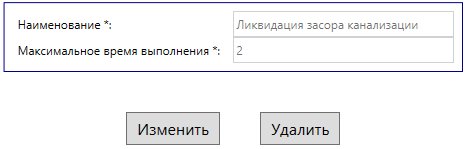 Наименование *: Ликвидация засора канализации
Максимальное время выполнения *: 2
Изменить Удалить